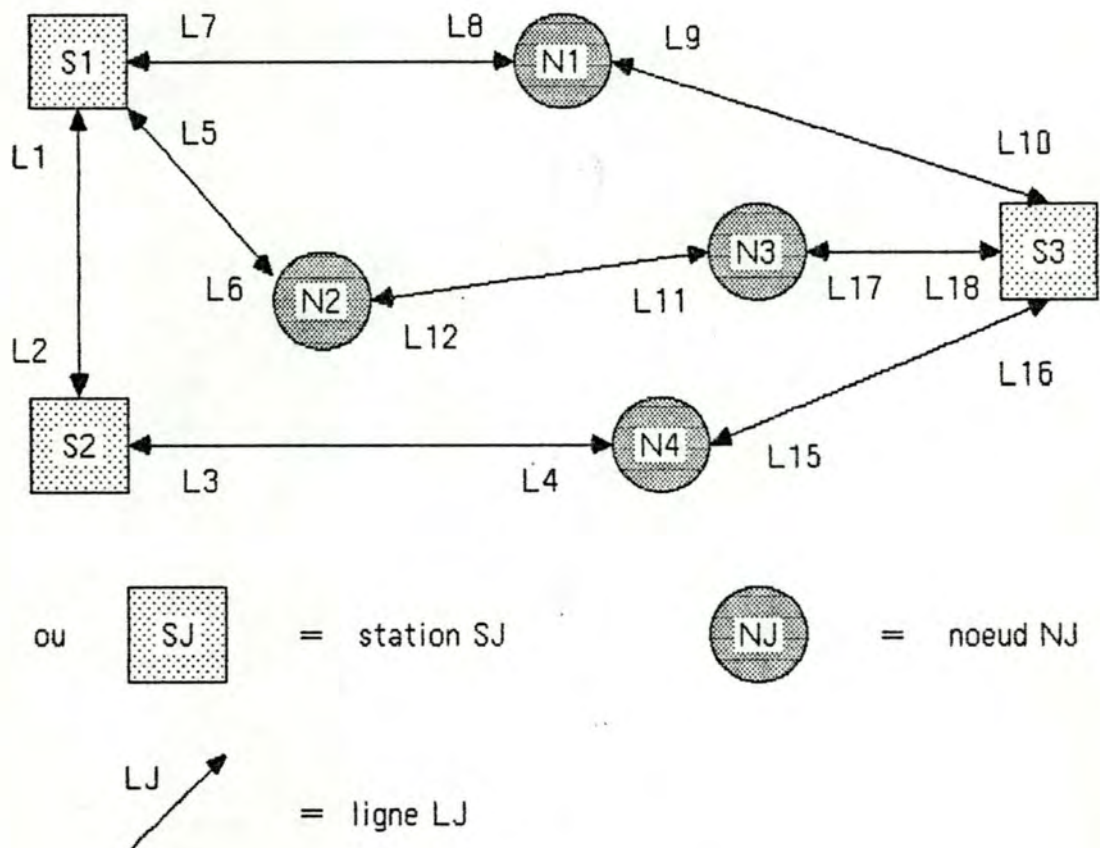 L7
L8
L9
S1
N1
L5
L1
L10
N3
S3
L6
N2
L11
L17
L18
L12
L2
L16
S2
N4
L15
L3
L4
ou
SJ
= station SJ
NJ
= noeud NJ
LJ
= ligne LJ